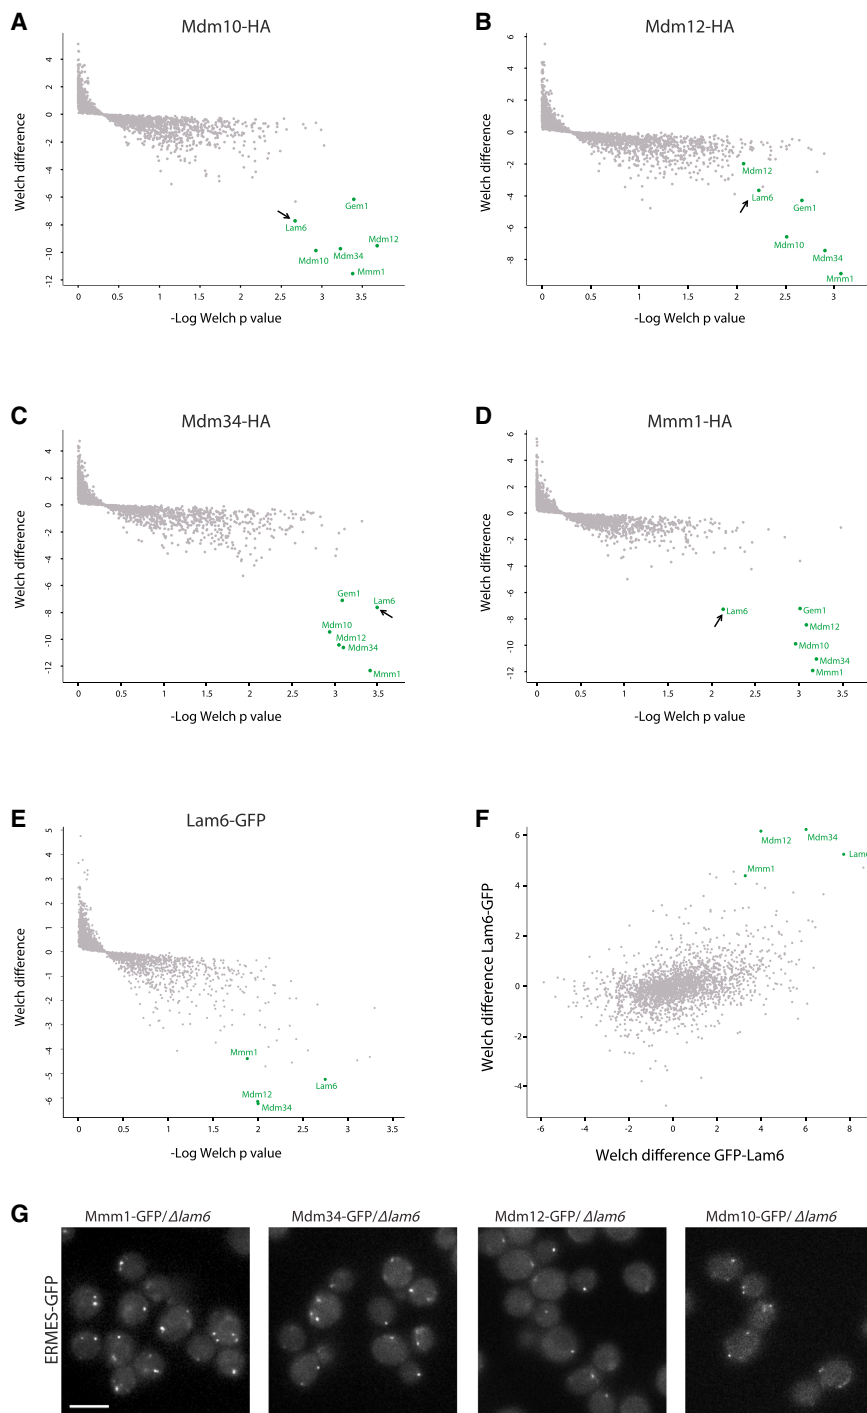 A
Mdm10-HA
Welch difference
4
2
0
-2
-4
-6
-8
-10
-12
Gem1
Lam6
Mdm12
Mdm10
Mdm34
Mmm1
0
0.5
1
1.5
2
2.5
3
3.5
-Log Welch p value
B
Mdm12-HA
Welch difference
6
4
2
0
-2
-4
-6
-8
Mdm12
Lam6
Gem1
Mdm10
Mdm34
Mmm1
0
0.5
1
1.5
2
2.5
3
-Log Welch p value
C
Mdm34-HA
Welch difference
4
2
0
-2
-4
-6
-8
-10
-12
Gem1
Lam6
Mdm10
Mdm12
Mdm34
Mmm1
0
0.5
1
1.5
2
2.5
3
3.5
-Log Welch p value
D
Mmm1-HA
Welch difference
6
4
2
0
-2
-4
-6
-8
-10
-12
Lam6
Gem1
Mdm12
Mdm10
Mdm34
Mmm1
0
0.5
1
1.5
2
2.5
3
3.5
-Log Welch p value
E
Lam6-GFP
Welch difference
5
4
3
2
1
0
-1
-2
-3
-4
-5
-6
Mmm1
Lam6
Mdm12
Mdm34
0
0.5
1
1.5
2
2.5
3
3.5
-Log Welch p value
F
Welch difference Lam6-GFP
6
4
2
0
-2
-4
Mdm12
Mdm34
Mmm1
Lam6
-6
-4
-2
0
2
4
6
8
Welch difference GFP-Lam6
G
Mmm1-GFP/Δlam6
Mdm34-GFP/Δlam6
Mdm12-GFP/Δlam6
Mdm10-GFP/Δlam6
ERMES-GFP